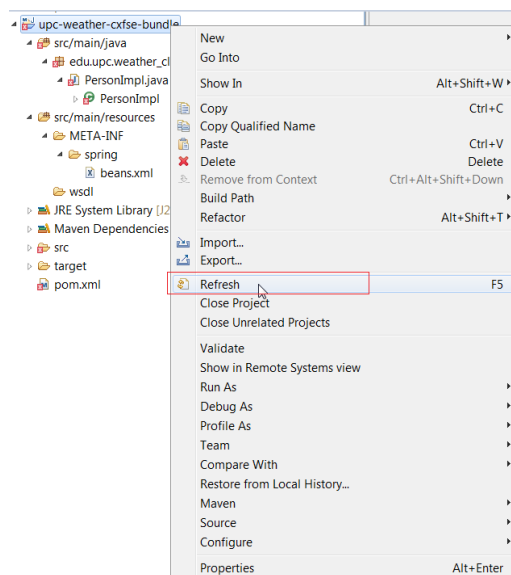 upc-weather-cxfse-bundle
src/main/java
edu.upc.weather_cl
PersonImpl.java
PersonImpl
src/main/resources
META-INF
spring
beans.xml
wsdl
JRE System Library [J2
Maven Dependencies
src
target
pom.xml
New
Go Into
Show In Alt+Shift+W
Copy Ctrl+C
Copy Qualified Name
Paste Ctrl+V
Delete Delete
Remove from Context Ctrl+Alt+Shift+Down
Build Path
Refactor Alt+Shift+T
Import...
Export...
Refresh F5
Close Project
Close Unrelated Projects
Validate
Show in Remote Systems view
Run As
Debug As
Profile As
Team
Compare With
Restore from Local History...
Maven
Source
Configure
Properties Alt+Enter